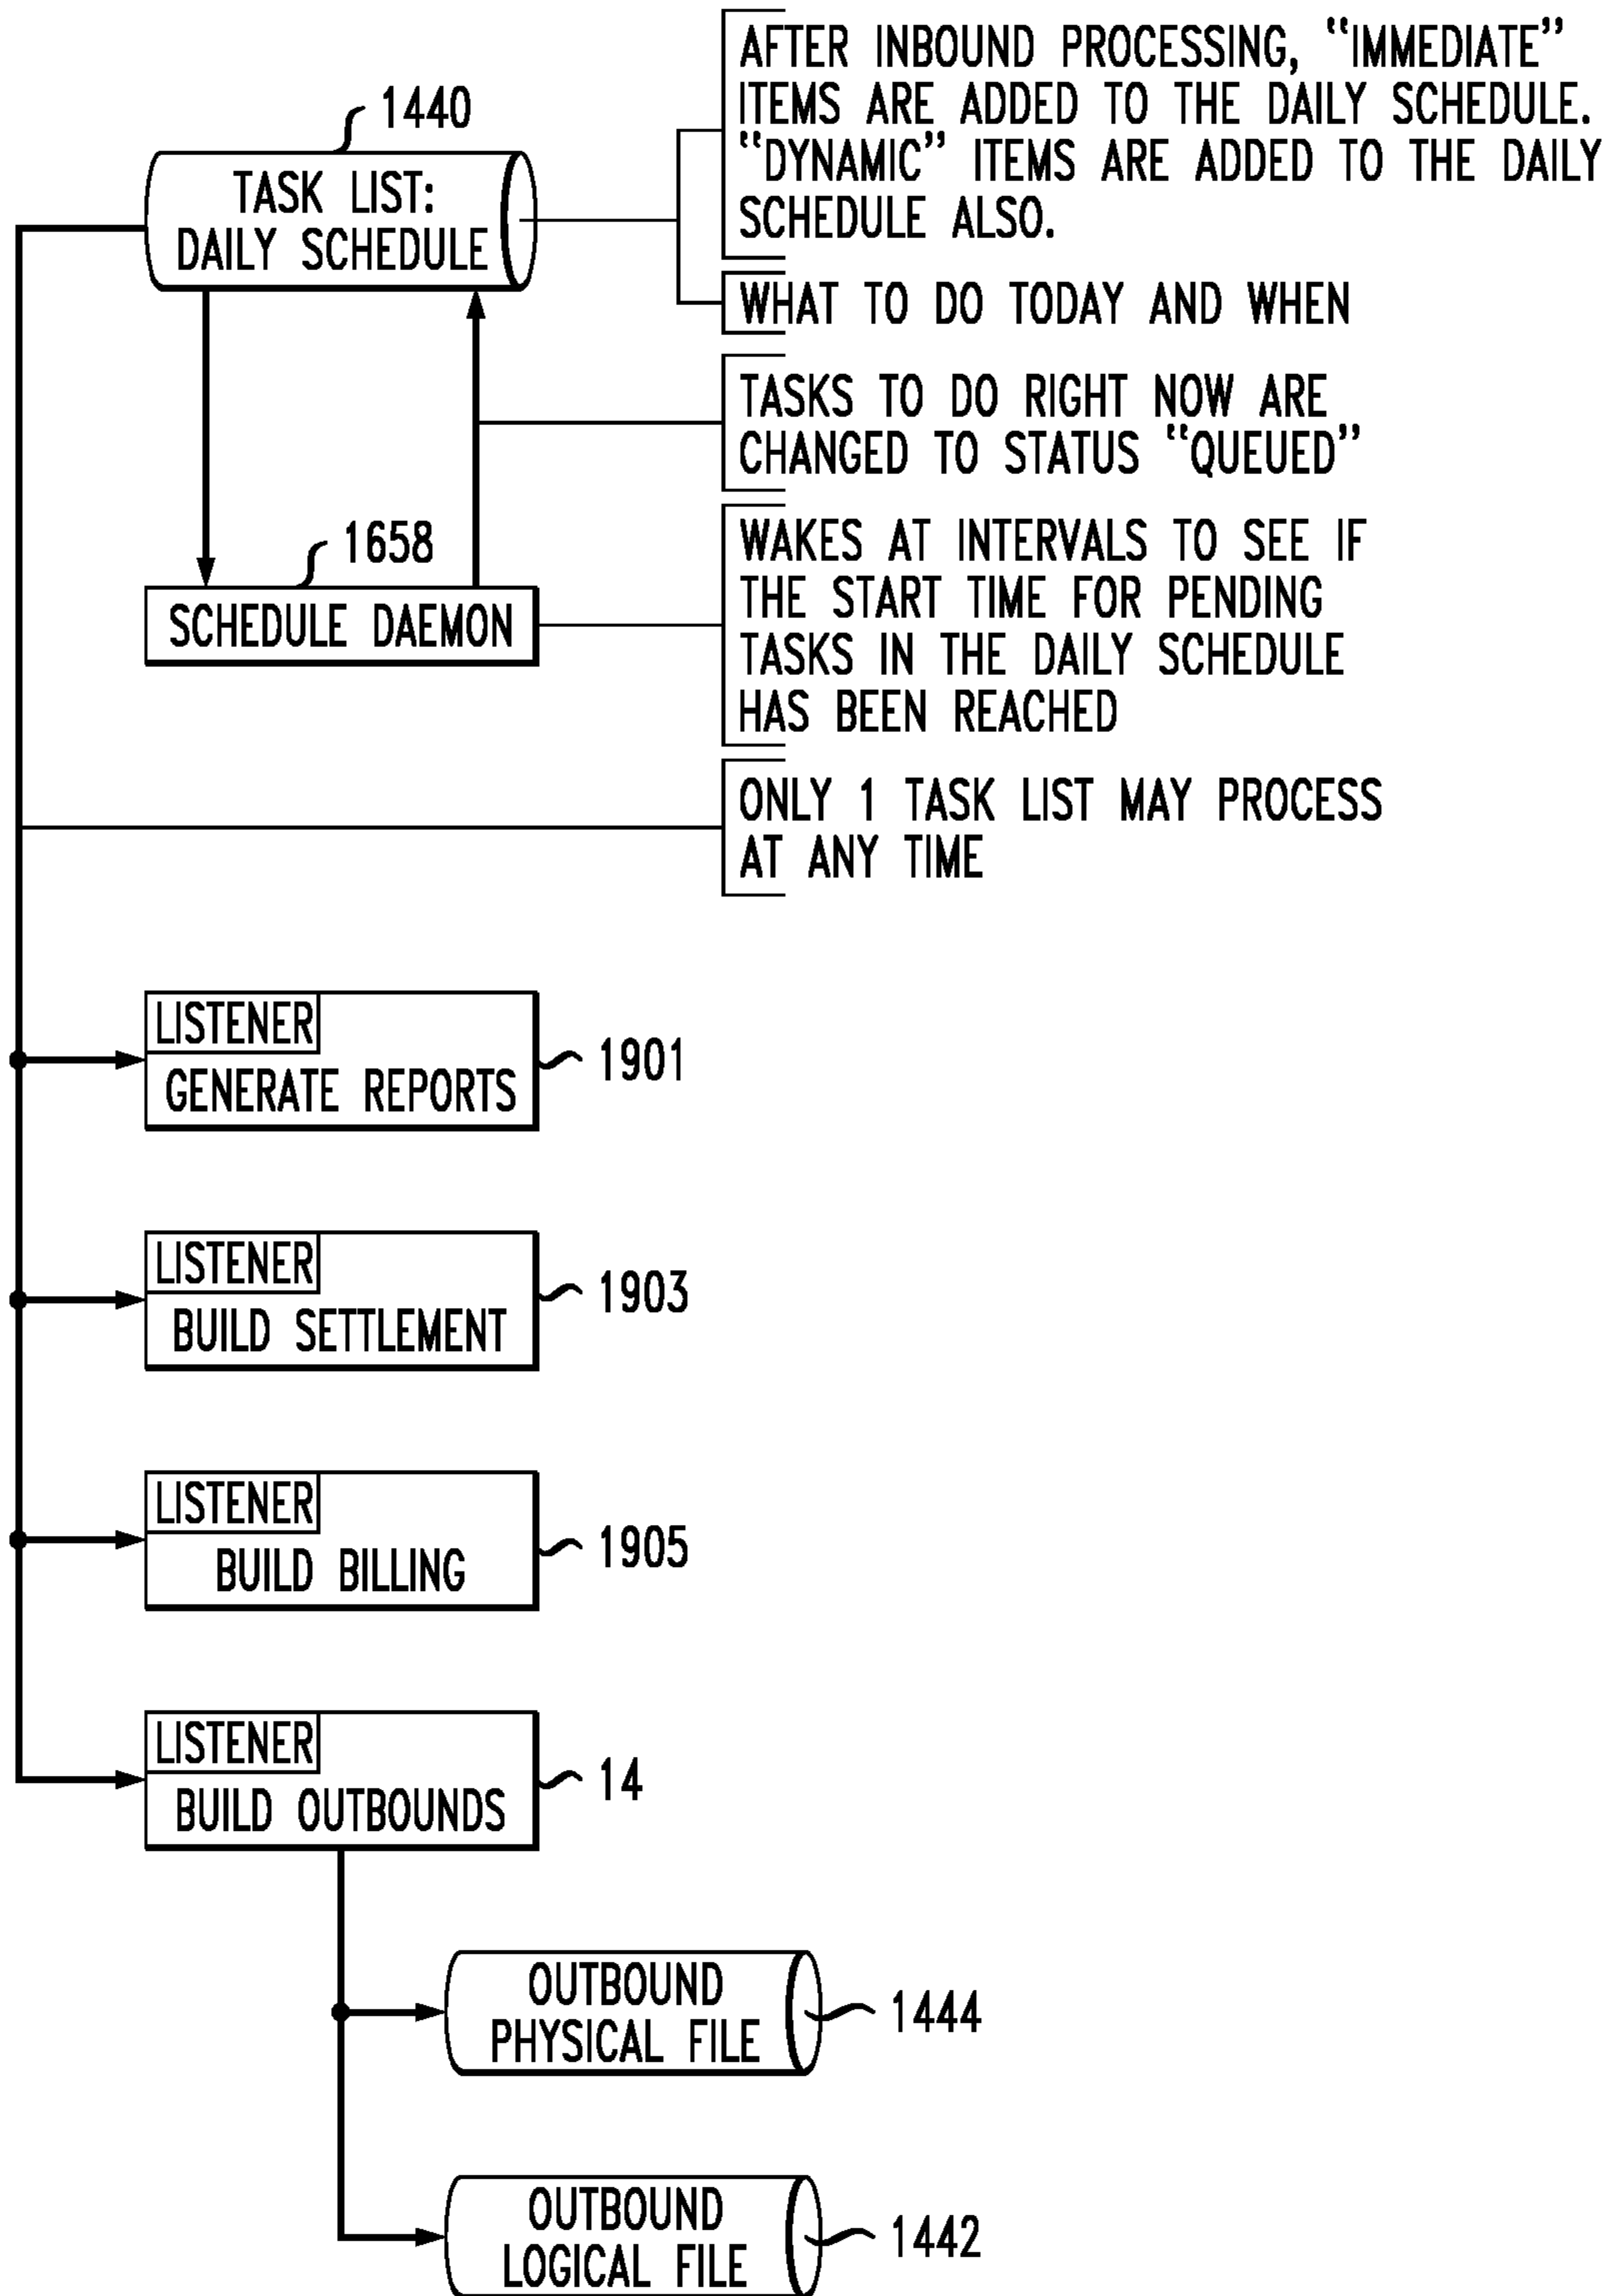 1440
TASK LIST:
DAILY SCHEDULE
AFTER INBOUND PROCESSING, “IMMEDIATE”
ITEMS ARE ADDED TO THE DAILY SCHEDULE.
“DYNAMIC” ITEMS ARE ADDED TO THE DAILY
SCHEDULE ALSO.
WHAT TO DO TODAY AND WHEN
TASKS TO DO RIGHT NOW ARE
CHANGED TO STATUS “QUEUED”
1658
SCHEDULE DAEMON
WAKES AT INTERVALS TO SEE IF
THE START TIME FOR PENDING
TASKS IN THE DAILY SCHEDULE
HAS BEEN REACHED
ONLY 1 TASK LIST MAY PROCESS
AT ANY TIME
LISTENER
GENERATE REPORTS
1901
LISTENER
BUILD SETTLEMENT
1903
LISTENER
BUILD BILLING
1905
LISTENER
BUILD OUTBOUNDS
14
OUTBOUND
PHYSICAL FILE
1444
OUTBOUND
LOGICAL FILE
1442